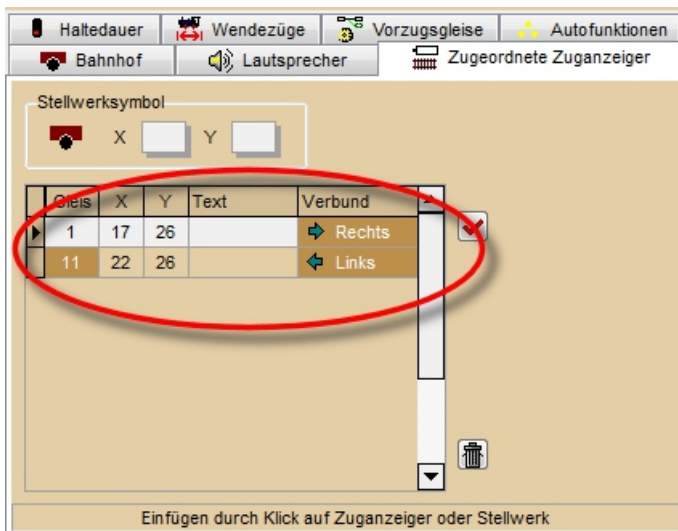 Haltedauer Wendezüge Vorzugsgleise Autofunktionen
Bahnhof Lautsprecher Zugeordnete Zuganzeiger
Stellwerksymbol
X Y
Gleis X Y Text Verbund
1 17 26 Rechts
11 22 26 Links
Einfügen durch Klick auf Zuganzeiger oder Stellwerk